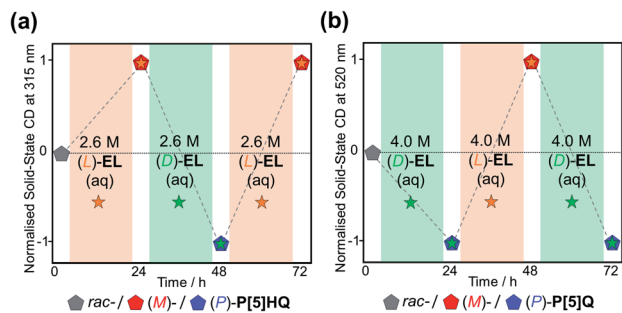 (a)
Normalised Solid-State CD at 315 nm
1
0
-1
2.6 M
(L)-EL
(aq)
2.6 M
(D)-EL
(aq)
2.6 M
(L)-EL
(aq)
0
24
48
72
Time / h
rac-/ (M)-/ (P)-P[5]HQ
(b)
Normalised Solid-State CD at 520 nm
1
0
-1
4.0 M
(D)-EL
(aq)
4.0 M
(L)-EL
(aq)
4.0 M
(D)-EL
(aq)
0
24
48
72
Time / h
rac-/ (M)-/ (P)-P[5]Q